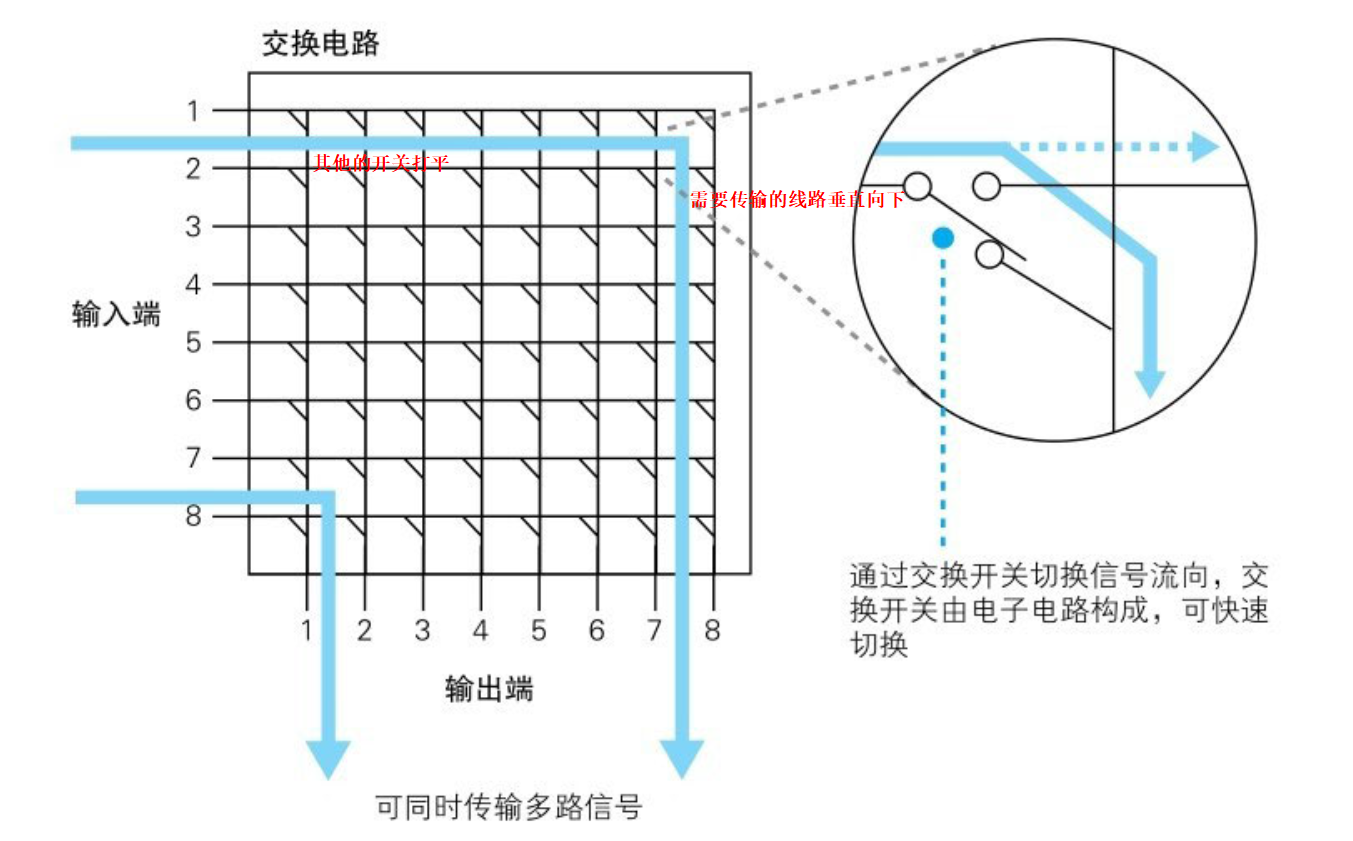 交换电路
1
其他的开关打平
2
需要传输的线路垂直向下
3
4
输入端
5
6
7
8
1 2 3 4 5 6 7 8
输出端
可同时传输多路信号
通过交换开关切换信号流向，交
换开关由电子电路构成，可快速
切换